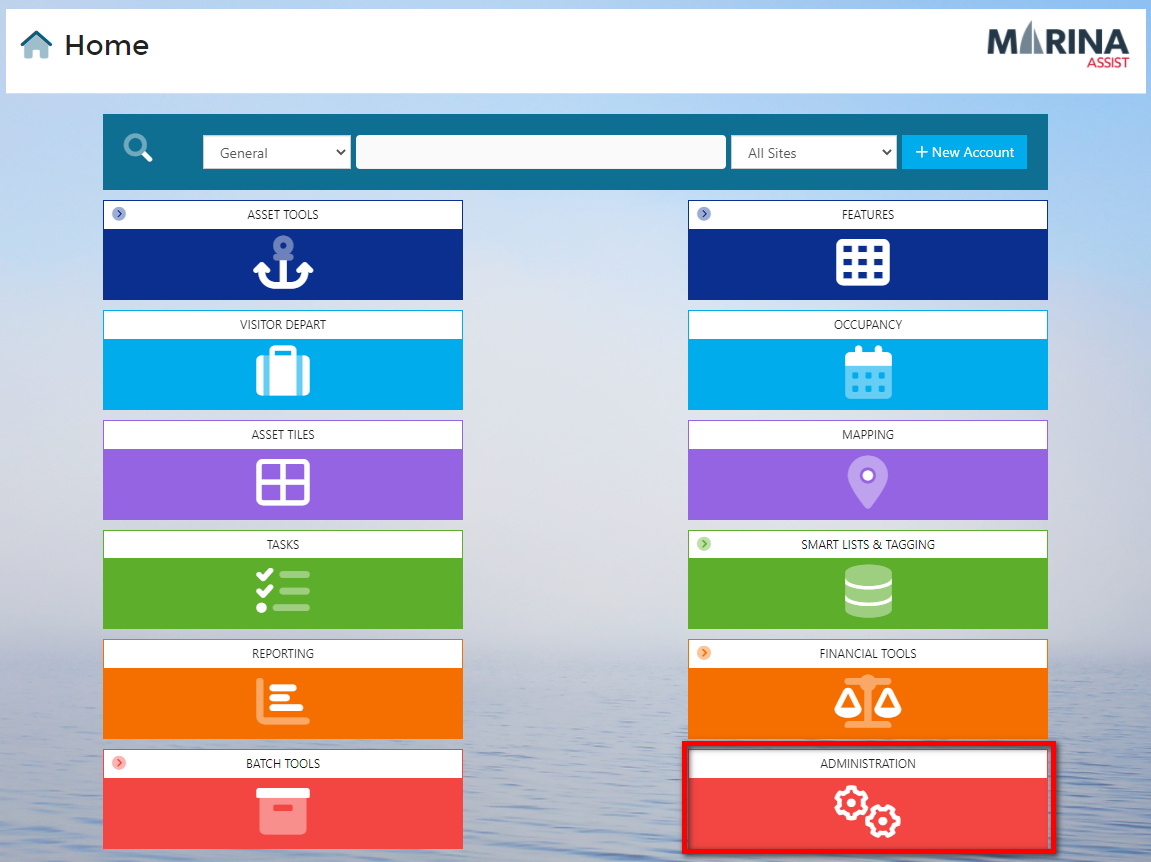 Home
MARINA
ASSIST
General
All Sites
+ New Account
ASSET TOOLS
FEATURES
VISITOR DEPART
OCCUPANCY
ASSET TILES
MAPPING
TASKS
SMART LISTS & TAGGING
REPORTING
FINANCIAL TOOLS
BATCH TOOLS
ADMINISTRATION